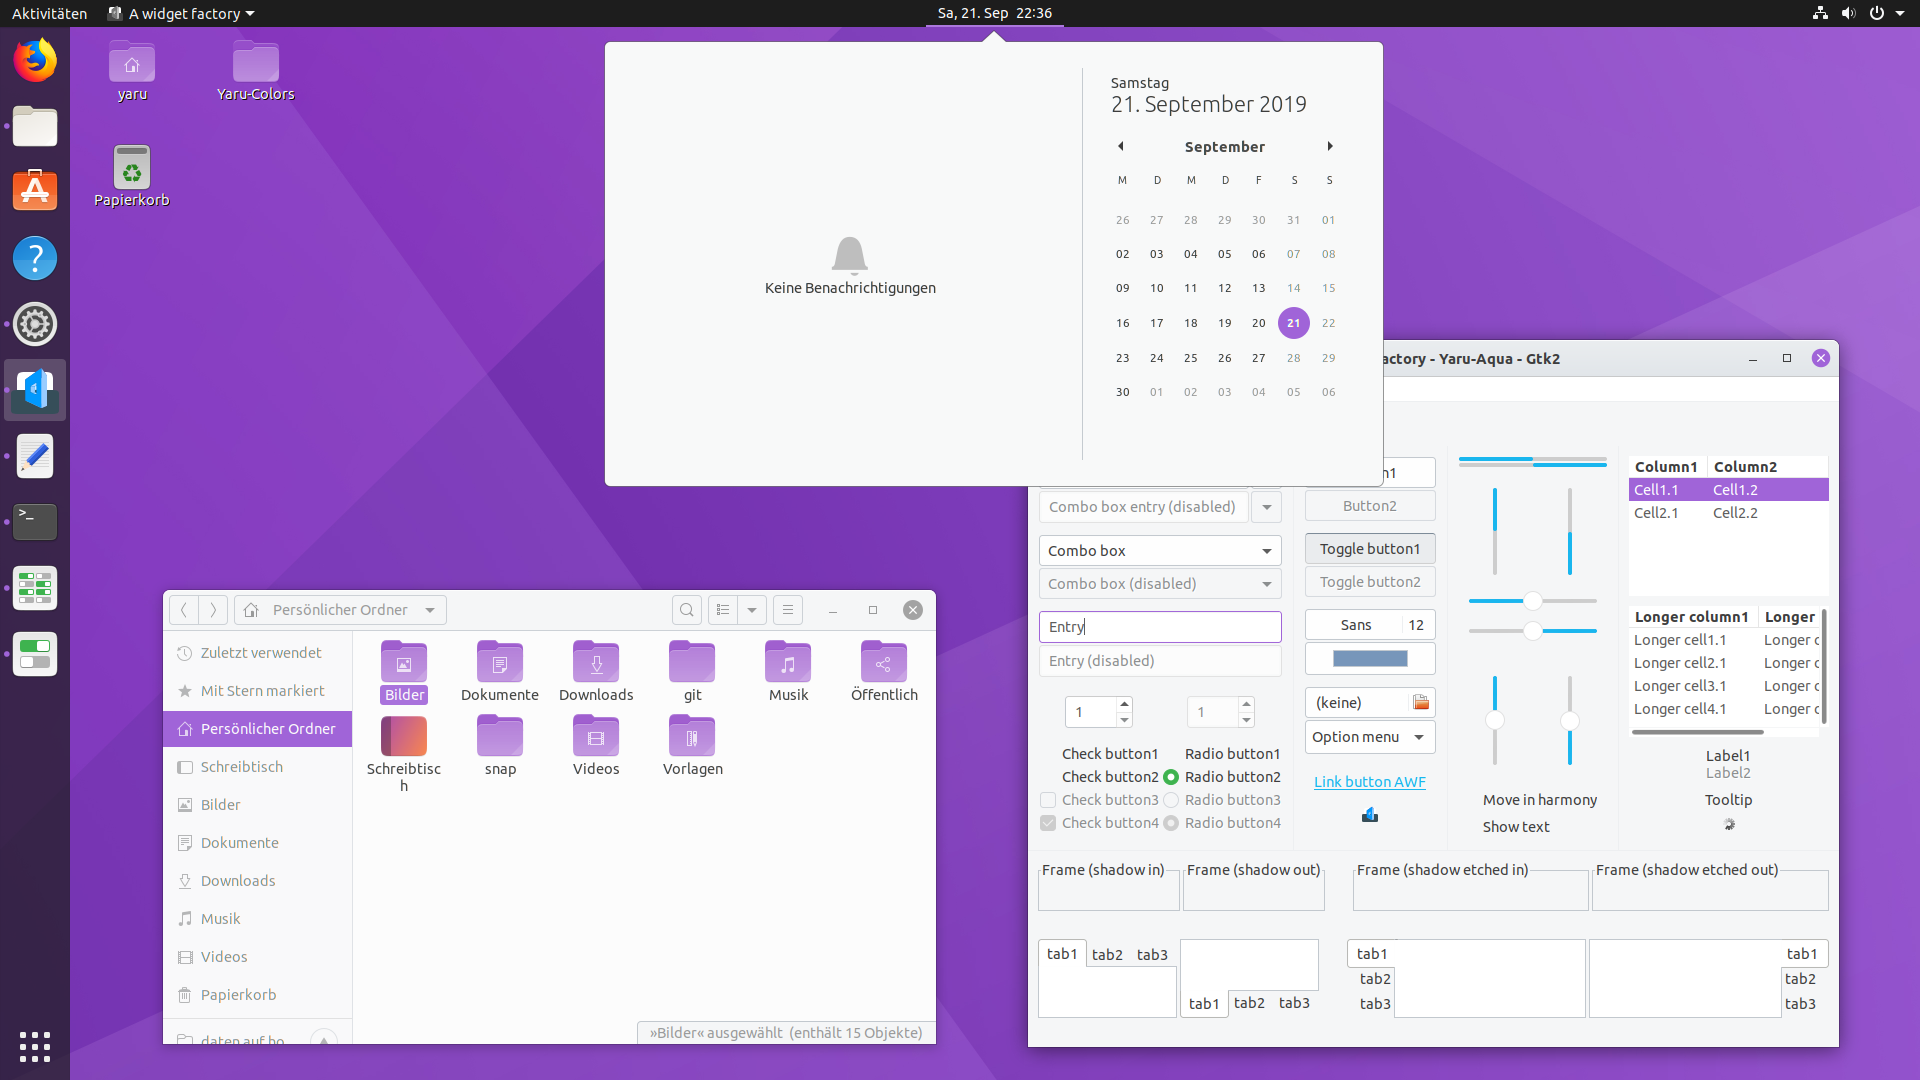 Aktivitäten
A widget factory
Sa, 21. Sep 22:36
yaru
Yaru-Colors
Papierkorb
Keine Benachrichtigungen
Samstag
21. September 2019
September
M D M D F S S
26 27 28 29 30 31 01
02 03 04 05 06 07 08
09 10 11 12 13 14 15
16 17 18 19 20 21 22
23 24 25 26 27 28 29
30 01 02 03 04 05 06
Persönlicher Ordner
Zuletzt verwendet
Mit Stern markiert
Persönlicher Ordner
Schreibtisch
Bilder
Dokumente
Downloads
Musik
Videos
Papierkorb
daten auf ho
Bilder
Dokumente
Downloads
git
Musik
Öffentlich
Schreibtisc
h
snap
Videos
Vorlagen
»Bilder« ausgewählt (enthält 15 Objekte)
actory - Yaru-Aqua - Gtk2
Combo box entry (disabled)
Combo box
Combo box (disabled)
Entry
Entry (disabled)
1
1
Check button1
Radio button1
Check button2
Radio button2
Check button3
Radio button3
Check button4
Radio button4
n1
Button2
Toggle button1
Toggle button2
Sans 12
(keine)
Option menu
Link button AWF
Move in harmony
Show text
Column1 Column2
Cell1.1 Cell1.2
Cell2.1 Cell2.2
Longer column1 Longer
Longer cell1.1 Longer c
Longer cell2.1 Longer c
Longer cell3.1 Longer c
Longer cell4.1 Longer c
Label1
Label2
Tooltip
Frame (shadow in)
Frame (shadow out)
Frame (shadow etched in)
Frame (shadow etched out)
tab1 tab2 tab3
tab1 tab2 tab3
tab1
tab2
tab3
tab1
tab2
tab3